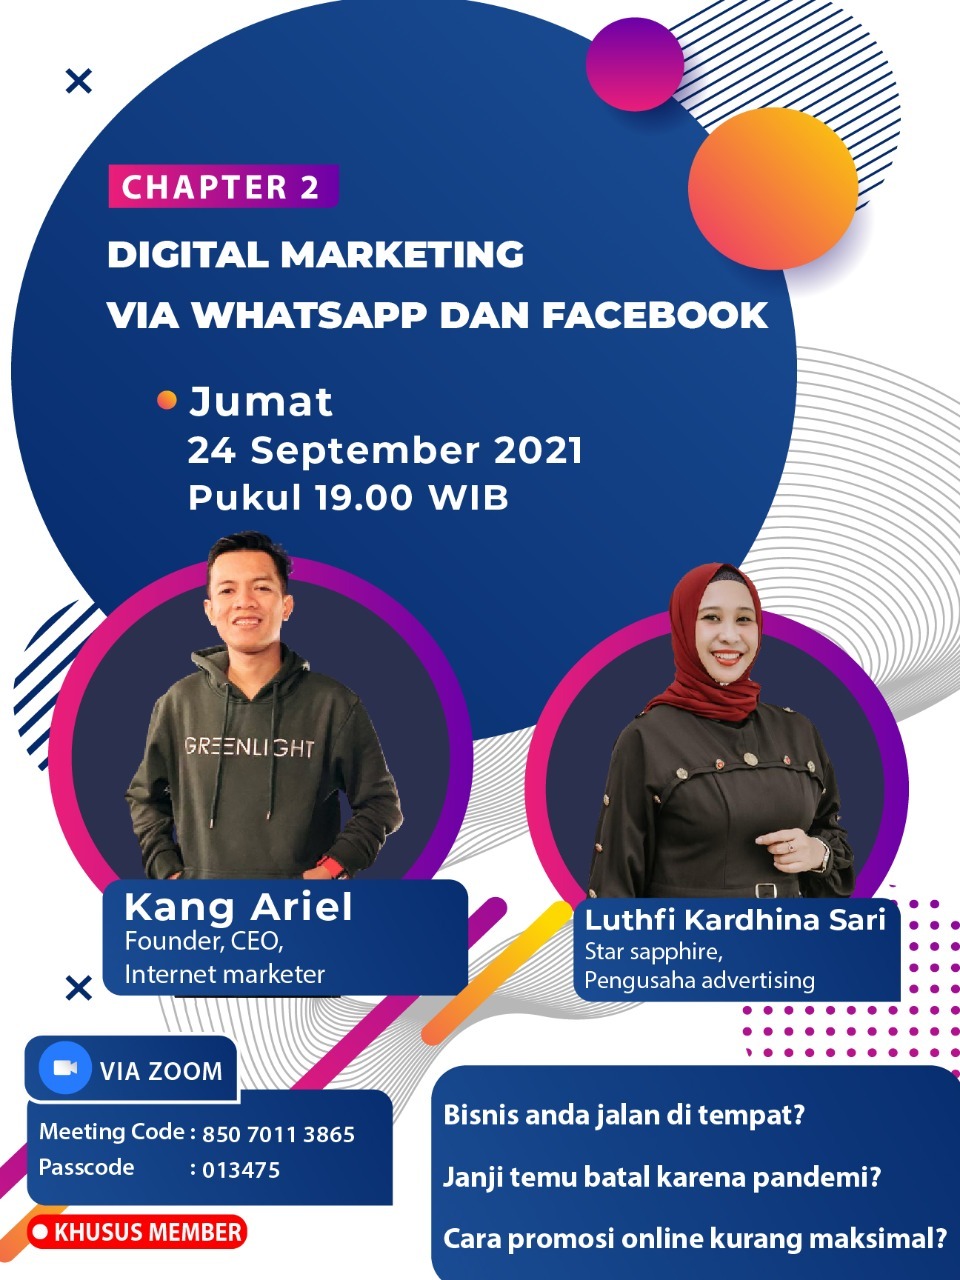 CHAPTER 2
DIGITAL MARKETING
VIA WHATSAPP DAN FACEBOOK
Jumat
24 September 2021
Pukul 19.00 WIB
GREENLIGHT
Kang Ariel
Founder, CEO,
Internet marketer
Luthfi Kardhina Sari
Star sapphire,
Pengusaha advertising
VIA ZOOM
Meeting Code : 850 7011 3865
Passcode : 013475
KHUSUS MEMBER
Bisnis anda jalan di tempat?
Janji temu batal karena pandemi?
Cara promosi online kurang maksimal?